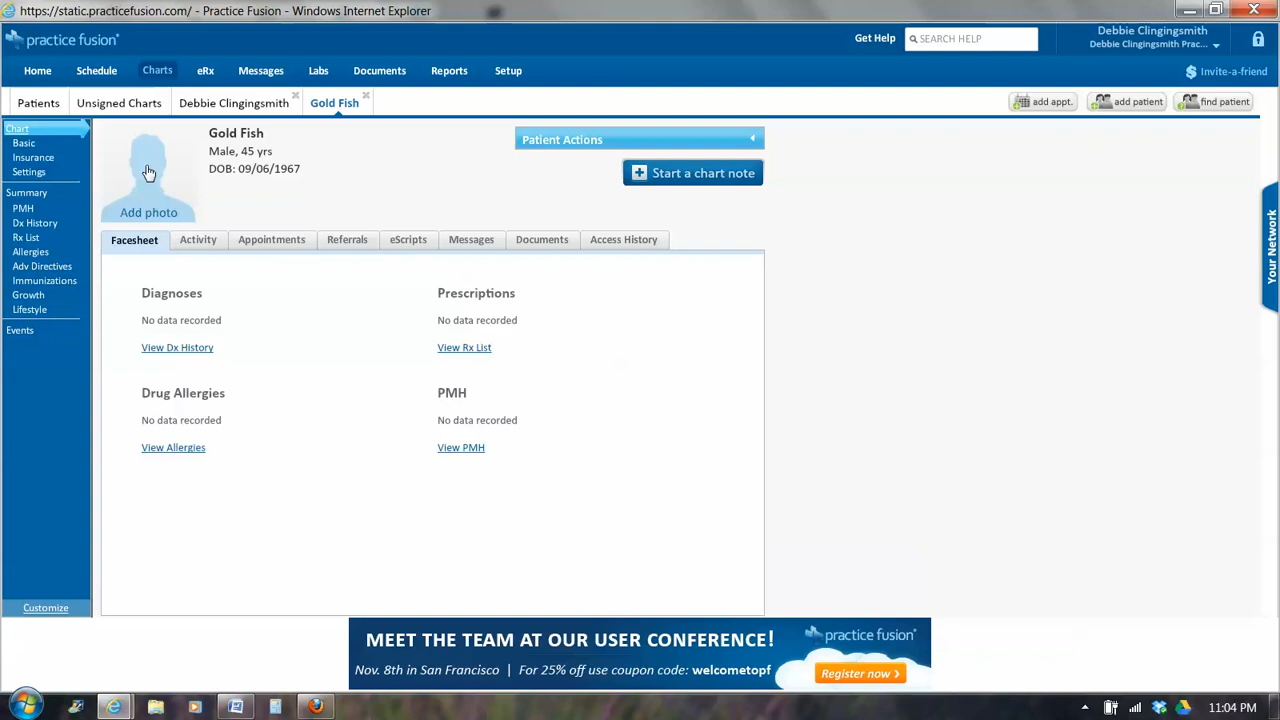 https://static.practicefusion.com/ - Practice Fusion - Windows Internet Explorer
practice fusion
Get Help
SEARCH HELP
Debbie Clingingsmith
Debbie Clingingsmith Prac...
Home Schedule Charts eRx Messages Labs Documents Reports Setup
Invite-a-friend
Patients Unsigned Charts Debbie Clingingsmith Gold Fish
add appt. add patient find patient
Chart
Basic
Insurance
Settings
Summary
PMH
Dx History
Rx List
Allergies
Adv Directives
Immunizations
Growth
Lifestyle
Events
Customize
Add photo
Gold Fish
Male, 45 yrs
DOB: 09/06/1967
Patient Actions
Start a chart note
Facesheet Activity Appointments Referrals eScripts Messages Documents Access History
Diagnoses
No data recorded
View Dx History
Prescriptions
No data recorded
View Rx List
Drug Allergies
No data recorded
View Allergies
PMH
No data recorded
View PMH
Your Network
MEET THE TEAM AT OUR USER CONFERENCE!
Nov. 8th in San Francisco | For 25% off use coupon code: welcometopf
practice fusion
Register now >
11:04 PM